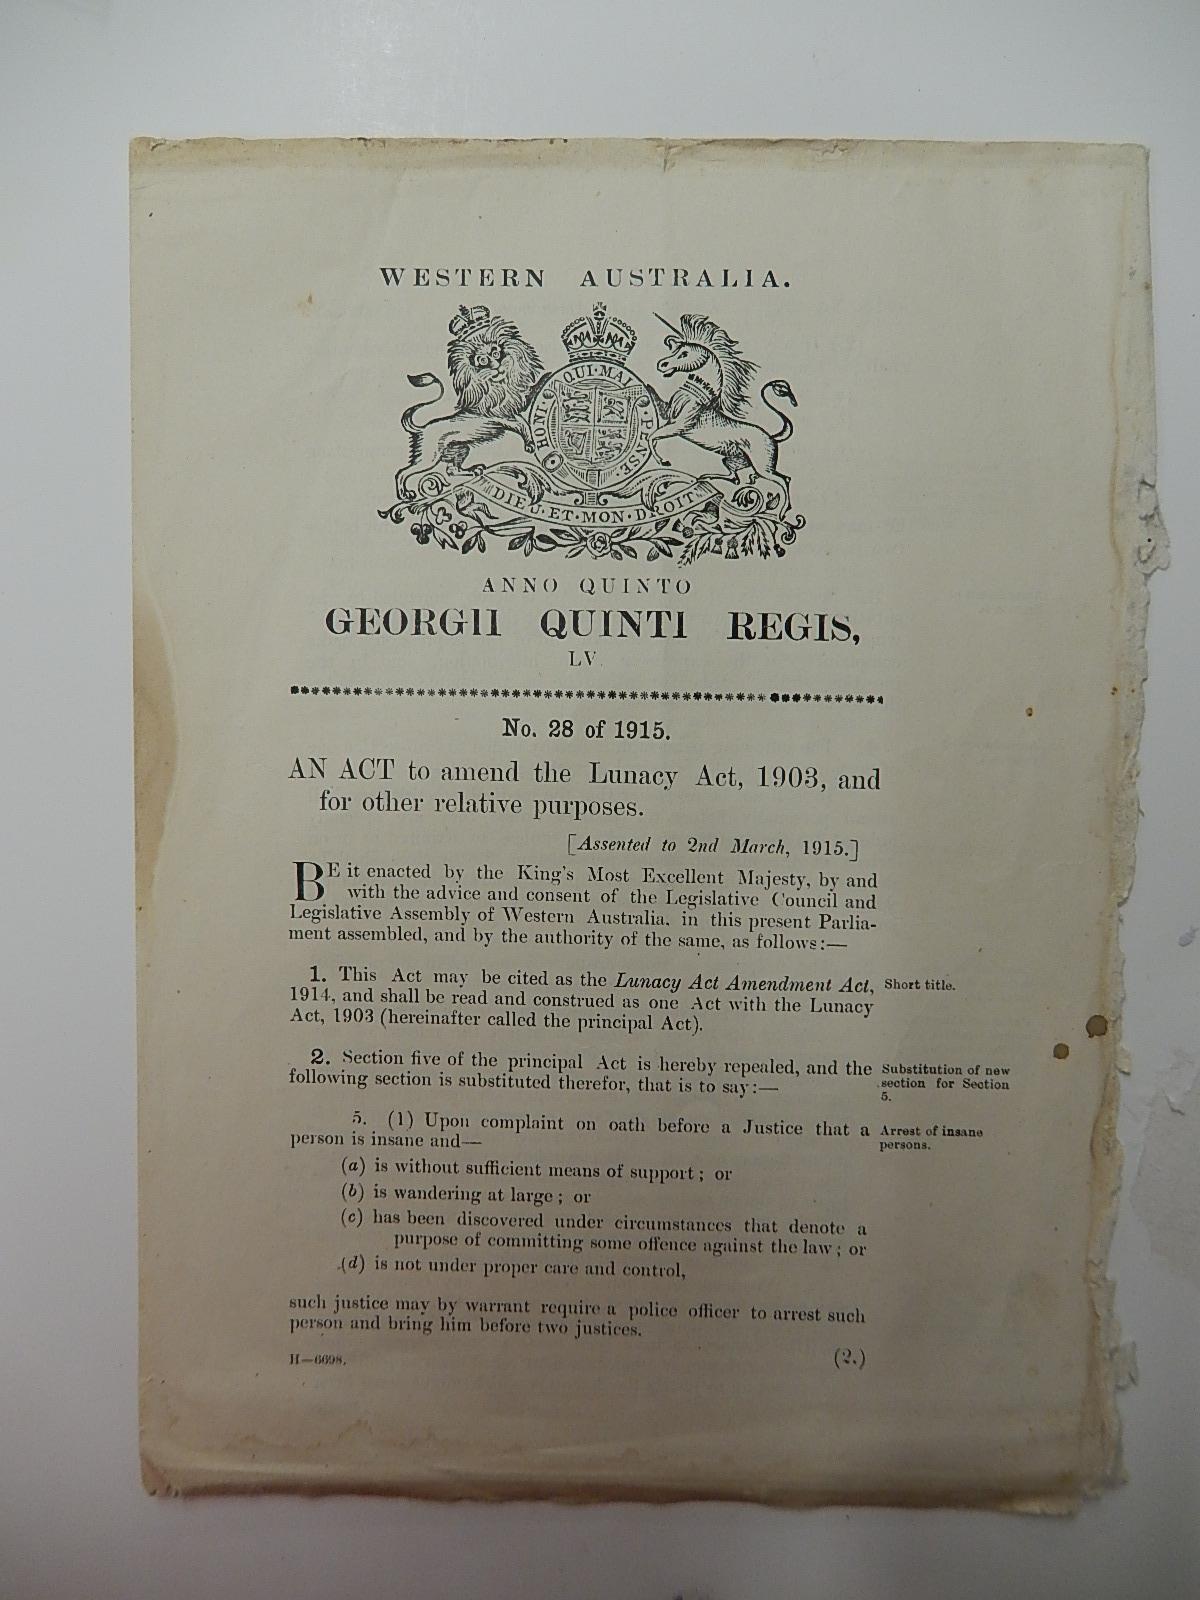 WESTERN AUSTRALIA.
HONI · QUI · MAI · PENSE ·
DIEU · ET · MON · DROIT
ANNO QUINTO
GEORGII QUINTI REGIS,
LV.
No. 28 of 1915.
AN ACT to amend the Lunacy Act, 1903, and
for other relative purposes.
[Assented to 2nd March, 1915.]
BE it enacted by the King's Most Excellent Majesty, by and
with the advice and consent of the Legislative Council and
Legislative Assembly of Western Australia, in this present Parlia-
ment assembled, and by the authority of the same, as follows:—
1. This Act may be cited as the Lunacy Act Amendment Act, Short title.
1914, and shall be read and construed as one Act with the Lunacy
Act, 1903 (hereinafter called the principal Act).
2. Section five of the principal Act is hereby repealed, and the Substitution of new
following section is substituted therefor, that is to say:— section for Section
5.
5. (1) Upon complaint on oath before a Justice that a Arrest of insane
person is insane and— persons.
(a) is without sufficient means of support; or
(b) is wandering at large; or
(c) has been discovered under circumstances that denote a
purpose of committing some offence against the law; or
(d) is not under proper care and control,
such justice may by warrant require a police officer to arrest such
person and bring him before two justices.
H—6698. (2.)